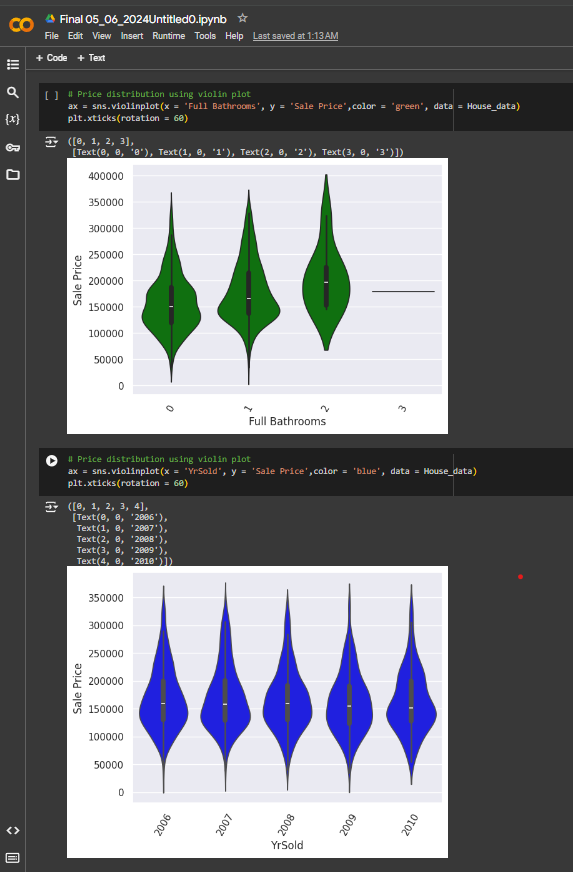 CO Final 05_06_2024Untitled0.ipynb ☆
File Edit View Insert Runtime Tools Help Last saved at 1:13 AM
+ Code + Text
{x}
[ ] # Price distribution using violin plot
ax = sns.violinplot(x = 'Full Bathrooms', y = 'Sale Price',color = 'green', data = House_data)
plt.xticks(rotation = 60)
([0, 1, 2, 3],
[Text(0, 0, '0'), Text(1, 0, '1'), Text(2, 0, '2'), Text(3, 0, '3')])
400000
350000
300000
250000
200000
150000
100000
50000
0
Sale Price
0 1 2 3
Full Bathrooms
# Price distribution using violin plot
ax = sns.violinplot(x = 'YrSold', y = 'Sale Price',color = 'blue', data = House_data)
plt.xticks(rotation = 60)
([0, 1, 2, 3, 4],
[Text(0, 0, '2006'),
Text(1, 0, '2007'),
Text(2, 0, '2008'),
Text(3, 0, '2009'),
Text(4, 0, '2010')])
350000
300000
250000
200000
150000
100000
50000
0
Sale Price
2006 2007 2008 2009 2010
YrSold